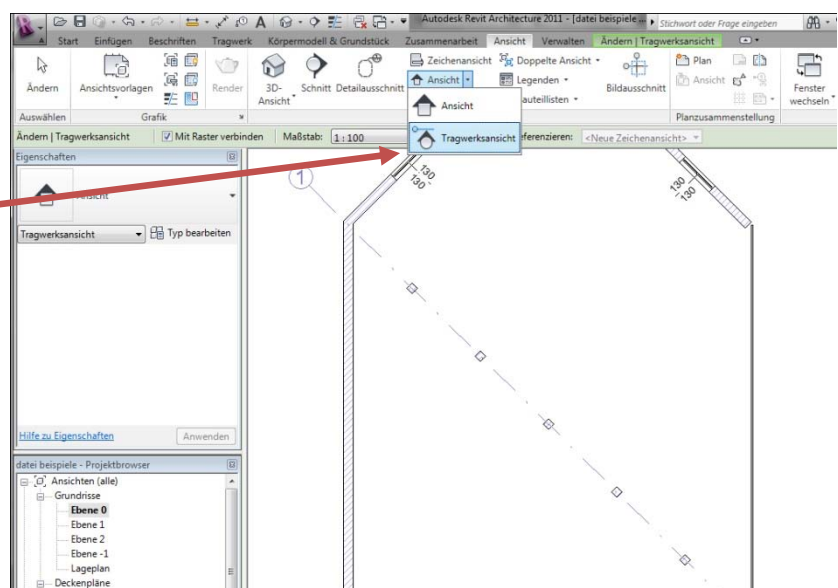 Autodesk Revit Architecture 2011 - [datei beispiele ...
Stichwort oder Frage eingeben
Start Einfügen Beschriften Tragwerk Körpermodell & Grundstück Zusammenarbeit Ansicht Verwalten Ändern | Tragwerksansicht
Ändern
Ansichtsvorlagen
Render
3D-
Ansicht
Schnitt
Detailausschnitt
Zeichenansicht
Ansicht
Doppelte Ansicht
Legenden
auteillisten
Bildausschnitt
Plan
Ansicht
Fenster
wechseln
Auswählen
Grafik
Planzusammenstellung
Ansicht
Tragwerksansicht
Ändern | Tragwerksansicht
Mit Raster verbinden
Maßstab:
1 : 100
eferenzieren:
<Neue Zeichenansicht>
Eigenschaften
Ansicht
Tragwerksansicht
Typ bearbeiten
Hilfe zu Eigenschaften
Anwenden
datei beispiele - Projektbrowser
Ansichten (alle)
Grundrisse
Ebene 0
Ebene 1
Ebene 2
Ebene -1
Lageplan
Deckenpläne
1
130
130
130
130